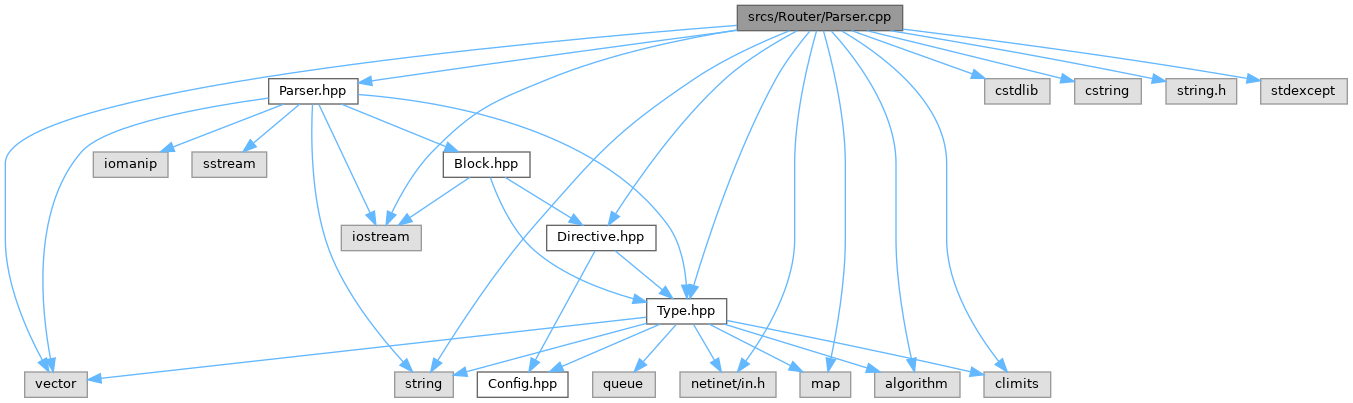 srcs/Router/Parser.cpp
Parser.hpp
cstdlib
cstring
string.h
stdexcept
iomanip
sstream
Block.hpp
iostream
Directive.hpp
Type.hpp
vector
string
Config.hpp
queue
netinet/in.h
map
algorithm
climits